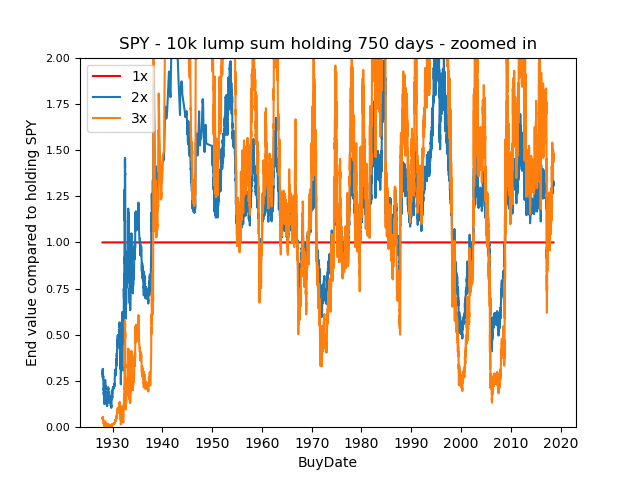 SPY - 10k lump sum holding 750 days - zoomed in
End value compared to holding SPY
2.00
1.75
1.50
1.25
1.00
0.75
0.50
0.25
0.00
1x
2x
3x
1930 1940 1950 1960 1970 1980 1990 2000 2010 2020
BuyDate